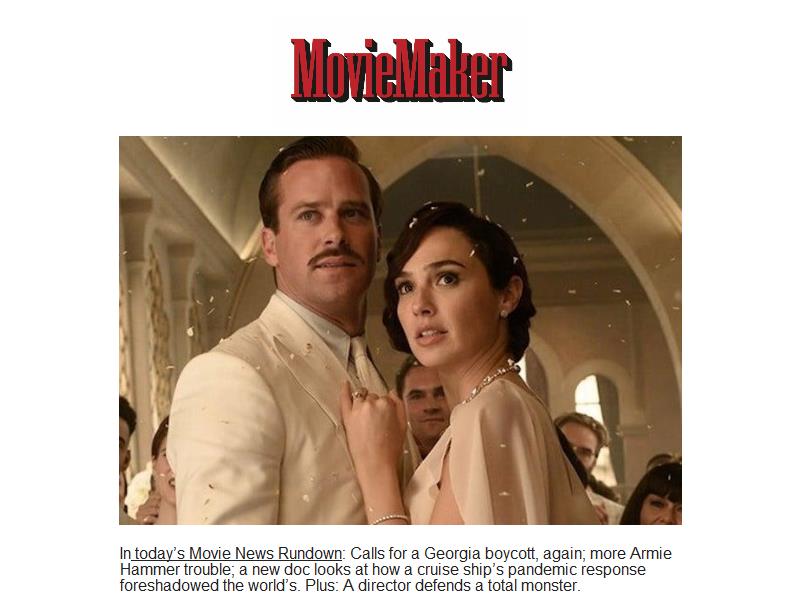 MovieMaker
In today's Movie News Rundown: Calls for a Georgia boycott, again; more Armie
Hammer trouble; a new doc looks at how a cruise ship's pandemic response
foreshadowed the world's. Plus: A director defends a total monster.